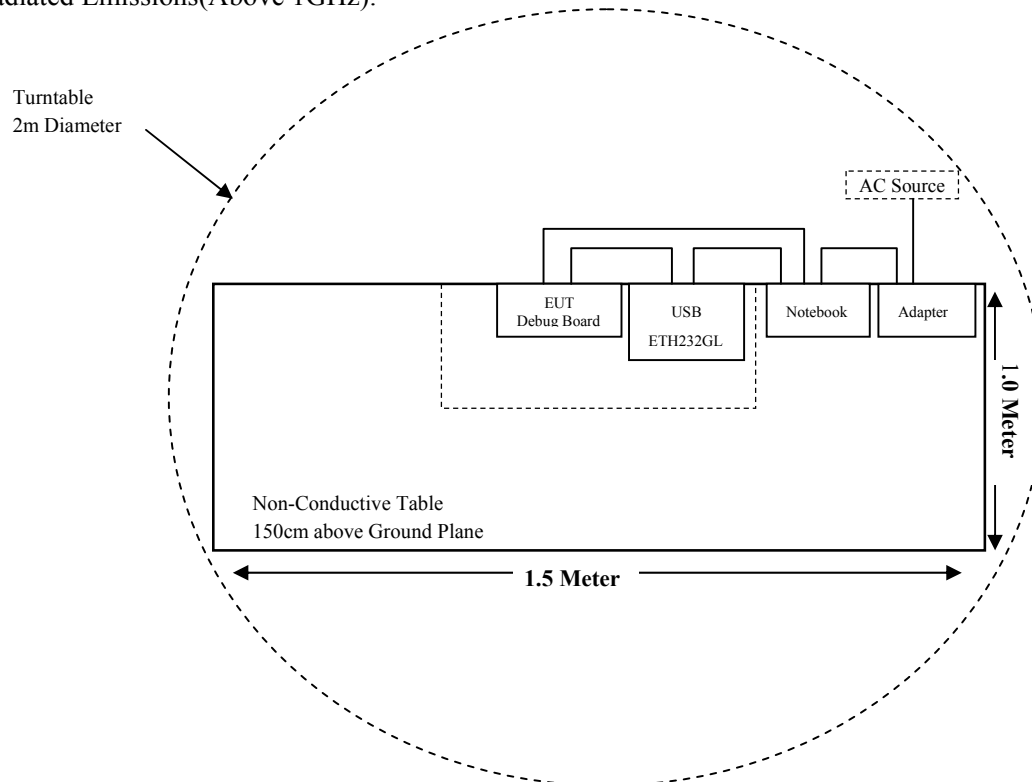 Emissions(Above 1GHz):
Turntable
2m Diameter
AC Source
EUT
Debug Board
USB
ETH232GL
Notebook
Adapter
1.0 Meter
Non-Conductive Table
150cm above Ground Plane
1.5 Meter